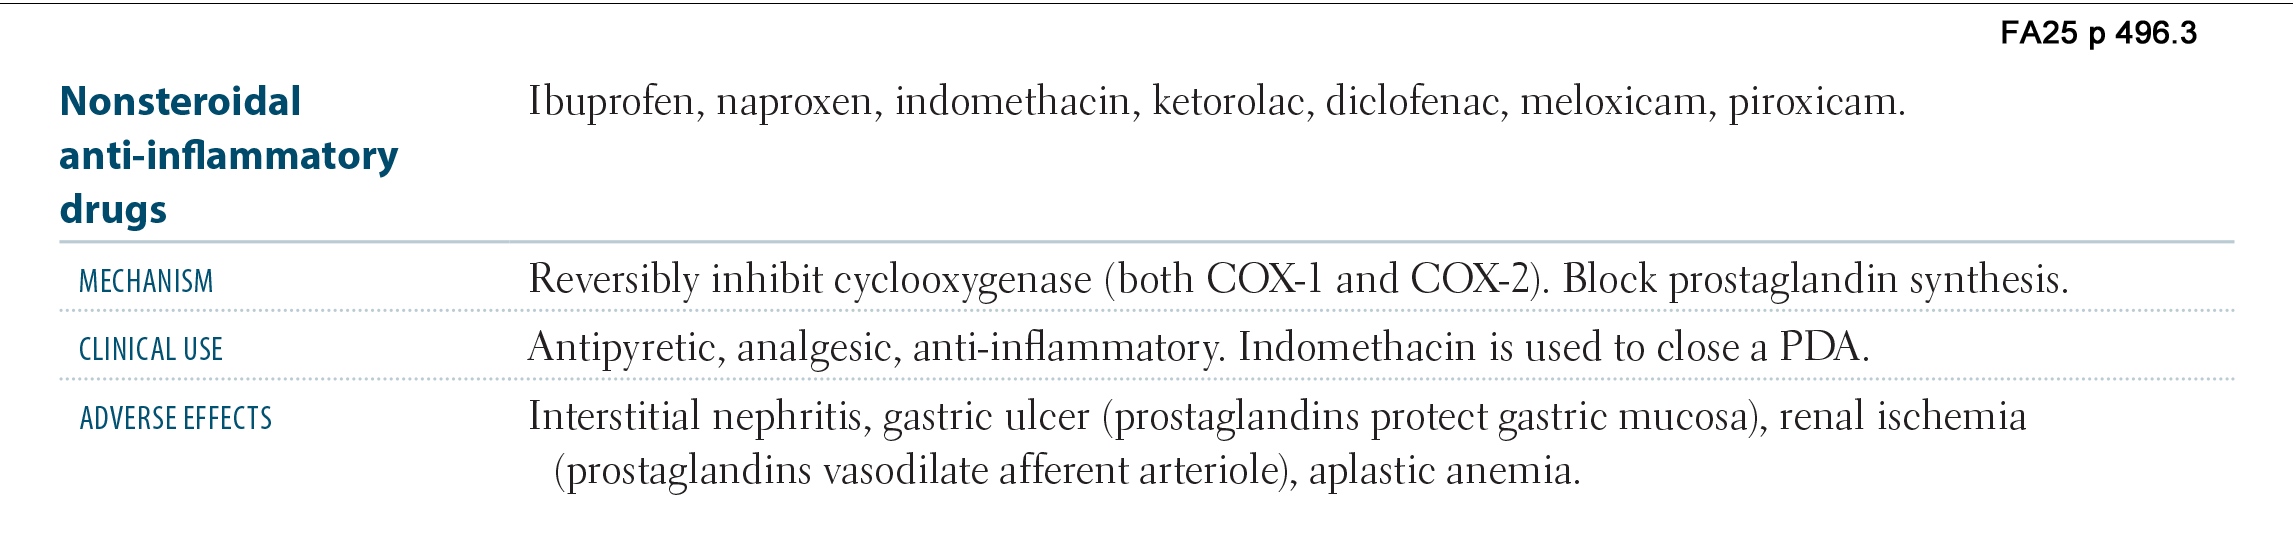 FA25 p 496.3
Nonsteroidal
anti-inflammatory
drugs
Ibuprofen, naproxen, indomethacin, ketorolac, diclofenac, meloxicam, piroxicam.
MECHANISM
Reversibly inhibit cyclooxygenase (both COX-1 and COX-2). Block prostaglandin synthesis.
CLINICAL USE
Antipyretic, analgesic, anti-inflammatory. Indomethacin is used to close a PDA.
ADVERSE EFFECTS
Interstitial nephritis, gastric ulcer (prostaglandins protect gastric mucosa), renal ischemia
(prostaglandins vasodilate afferent arteriole), aplastic anemia.